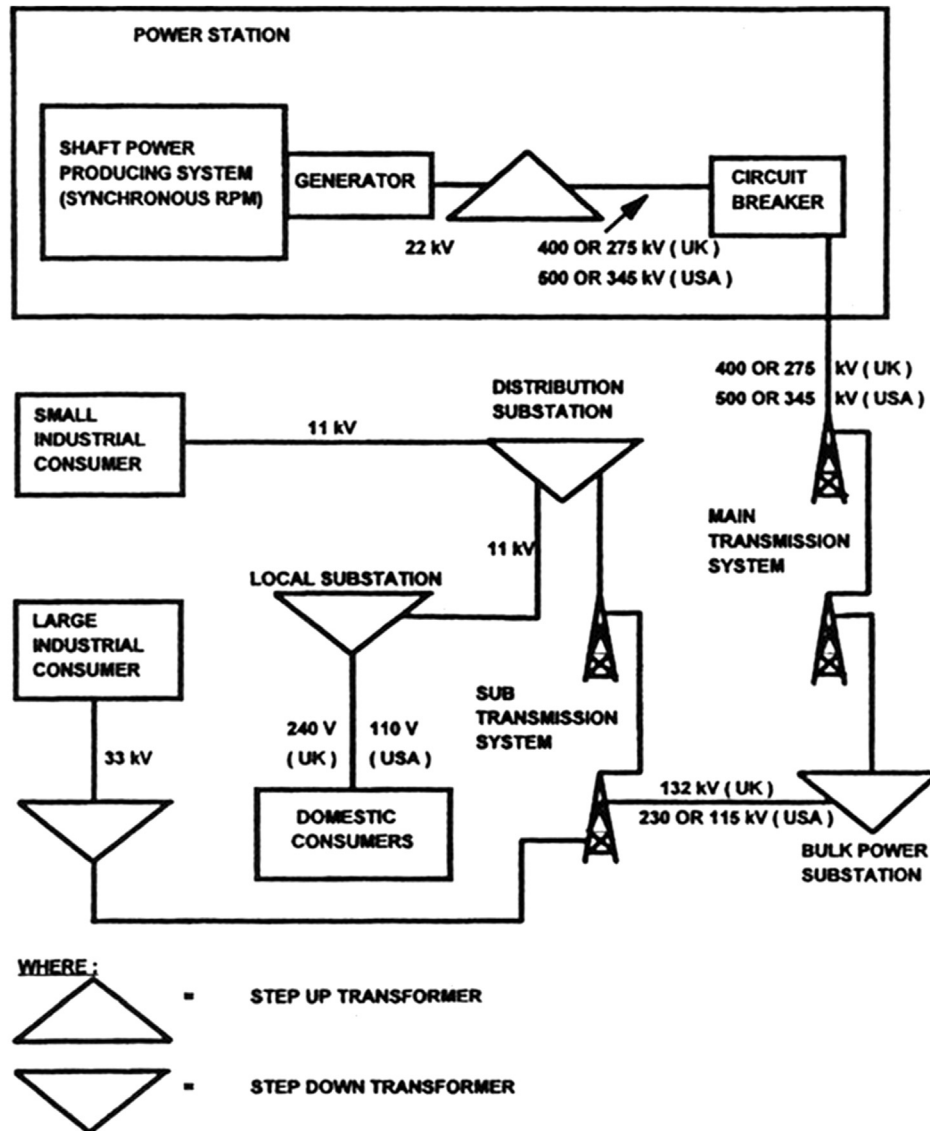 POWER STATION
SHAFT POWER
PRODUCING SYSTEM
(SYNCHRONOUS RPM)
GENERATOR
CIRCUIT
BREAKER
22 kV
400 OR 275 kV ( UK )
500 OR 345 kV ( USA )
400 OR 275 kV ( UK )
500 OR 345 kV ( USA )
DISTRIBUTION
SUBSTATION
SMALL
INDUSTRIAL
CONSUMER
11 kV
MAIN
TRANSMISSION
SYSTEM
11 kV
LOCAL SUBSTATION
LARGE
INDUSTRIAL
CONSUMER
SUB
TRANSMISSION
SYSTEM
240 V
( UK )
110 V
( USA )
33 kV
DOMESTIC
CONSUMERS
132 kV ( UK )
230 OR 115 kV ( USA )
BULK POWER
SUBSTATION
WHERE :
= STEP UP TRANSFORMER
= STEP DOWN TRANSFORMER